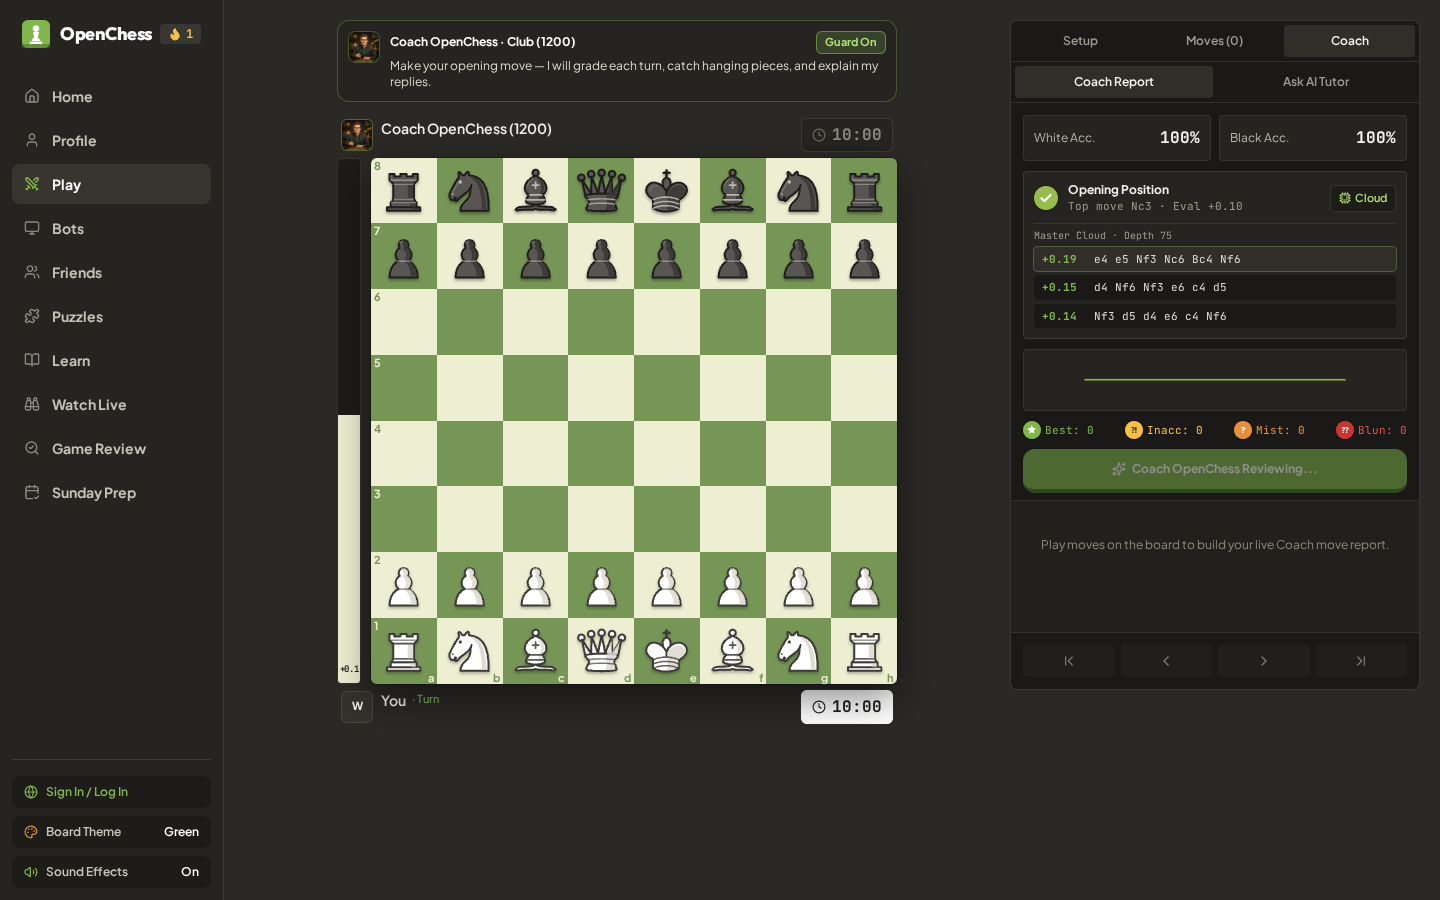 OpenChess 1
Home
Profile
Play
Bots
Friends
Puzzles
Learn
Watch Live
Game Review
Sunday Prep
Sign In / Log In
Board Theme Green
Sound Effects On
Coach OpenChess · Club (1200) Guard On
Make your opening move — I will grade each turn, catch hanging pieces, and explain my
replies.
Coach OpenChess (1200) 10:00
8
7
6
5
4
3
2
1
a b c d e f g h
+0.1
W You · Turn 10:00
Setup Moves (0) Coach
Coach Report Ask AI Tutor
White Acc. 100% Black Acc. 100%
Opening Position
Top move Nc3 · Eval +0.10
Cloud
Master Cloud · Depth 75
+0.19 e4 e5 Nf3 Nc6 Bc4 Nf6
+0.15 d4 Nf6 Nf3 e6 c4 d5
+0.14 Nf3 d5 d4 e6 c4 Nf6
Best: 0 ?! Inacc: 0 ? Mist: 0 ?? Blun: 0
Coach OpenChess Reviewing...
Play moves on the board to build your live Coach move report.